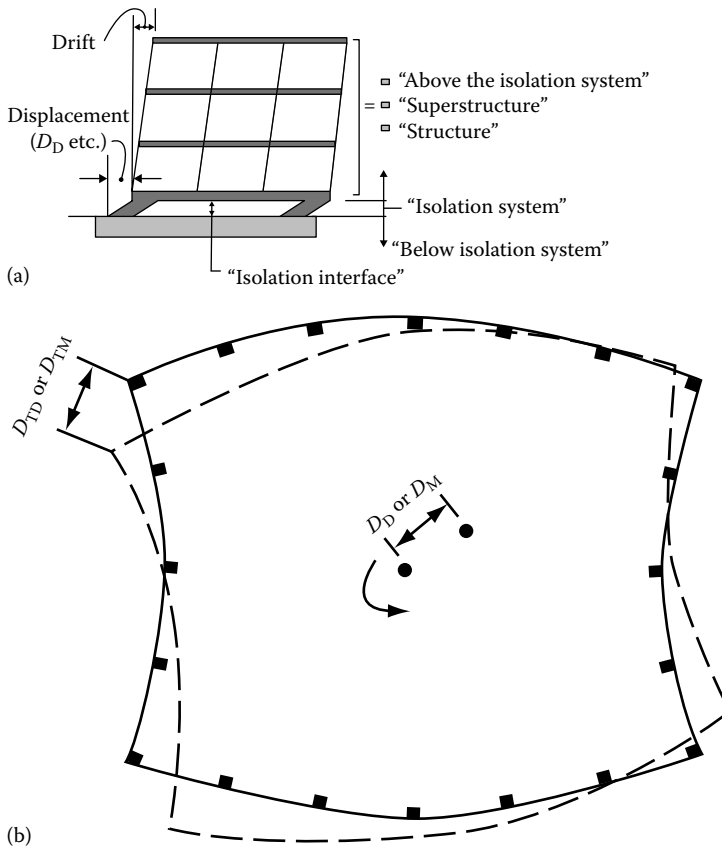 Drift
Displacement
(D_D etc.)
“Above the isolation system”
= “Superstructure”
“Structure”
“Isolation system”
“Below isolation system”
“Isolation interface”
(a)
D_TD or D_TM
D_D or D_M
(b)